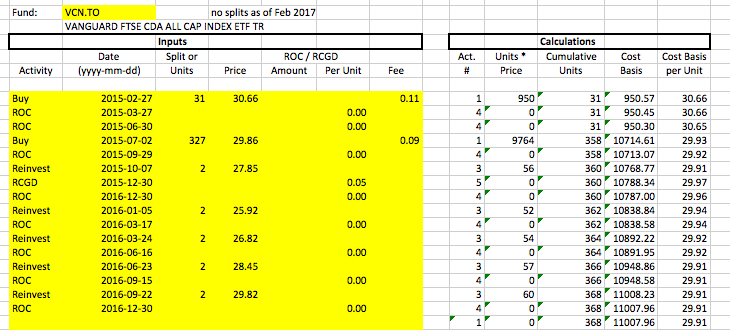 Fund: VCN.TO no splits as of Feb 2017
VANGUARD FTSE CDA ALL CAP INDEX ETF TR
Inputs Calculations
Date Split or ROC / RCGD Act. Units * Cumulative Cost Cost Basis
Activity (yyyy-mm-dd) Units Price Amount Per Unit Fee # Price Units Basis per Unit
Buy 2015-02-27 31 30.66 0.11 1 950 31 950.57 30.66
ROC 2015-03-27 0.00 4 0 31 950.45 30.66
ROC 2015-06-30 0.00 4 0 31 950.30 30.65
Buy 2015-07-02 327 29.86 0.09 1 9764 358 10714.61 29.93
ROC 2015-09-29 0.00 4 0 358 10713.07 29.92
Reinvest 2015-10-07 2 27.85 3 56 360 10768.77 29.91
RCGD 2015-12-30 0.05 5 0 360 10788.34 29.97
ROC 2016-12-30 0.00 4 0 360 10787.00 29.96
Reinvest 2016-01-05 2 25.92 3 52 362 10838.84 29.94
ROC 2016-03-17 0.00 4 0 362 10838.58 29.94
Reinvest 2016-03-24 2 26.82 3 54 364 10892.22 29.92
ROC 2016-06-16 0.00 4 0 364 10891.95 29.92
Reinvest 2016-06-23 2 28.45 3 57 366 10948.86 29.91
ROC 2016-09-15 0.00 4 0 366 10948.58 29.91
Reinvest 2016-09-22 2 29.82 3 60 368 11008.23 29.91
ROC 2016-12-30 0.00 4 0 368 11007.96 29.91
1 0 368 11007.96 29.91